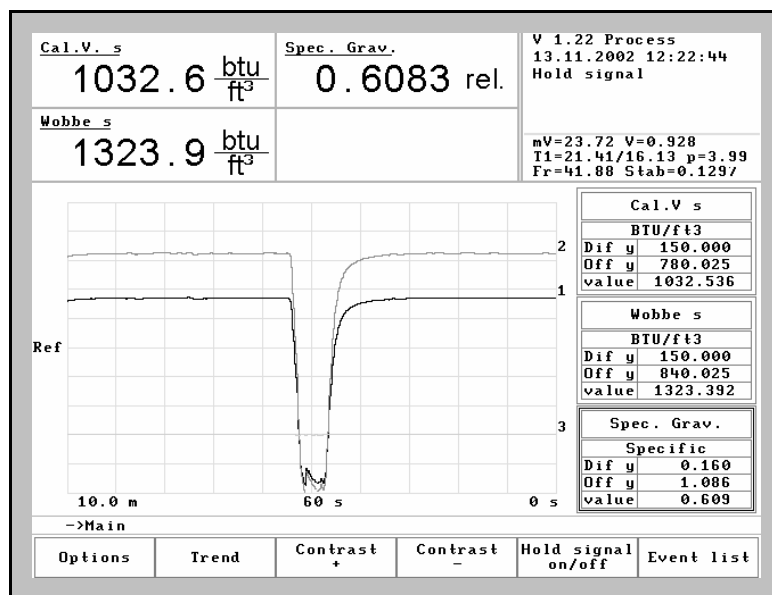 Cal.V. s
1032.6 btu/ft³
Spec. Grav.
0.6083 rel.
V 1.22 Process
13.11.2002 12:22:44
Hold signal
Wobbe s
1323.9 btu/ft³
mV=23.72 V=0.928
T1=21.41/16.13 p=3.99
Fr=41.88 Stab=0.1297
2
1
Ref
3
10.0 m
60 s
0 s
Cal.V s
BTU/ft3
Dif y 150.000
Off y 780.025
value 1032.536
Wobbe s
BTU/ft3
Dif y 150.000
Off y 840.025
value 1323.392
Spec. Grav.
Specific
Dif y 0.160
Off y 1.086
value 0.609
->Main
Options
Trend
Contrast
+
Contrast
-
Hold signal
on/off
Event list